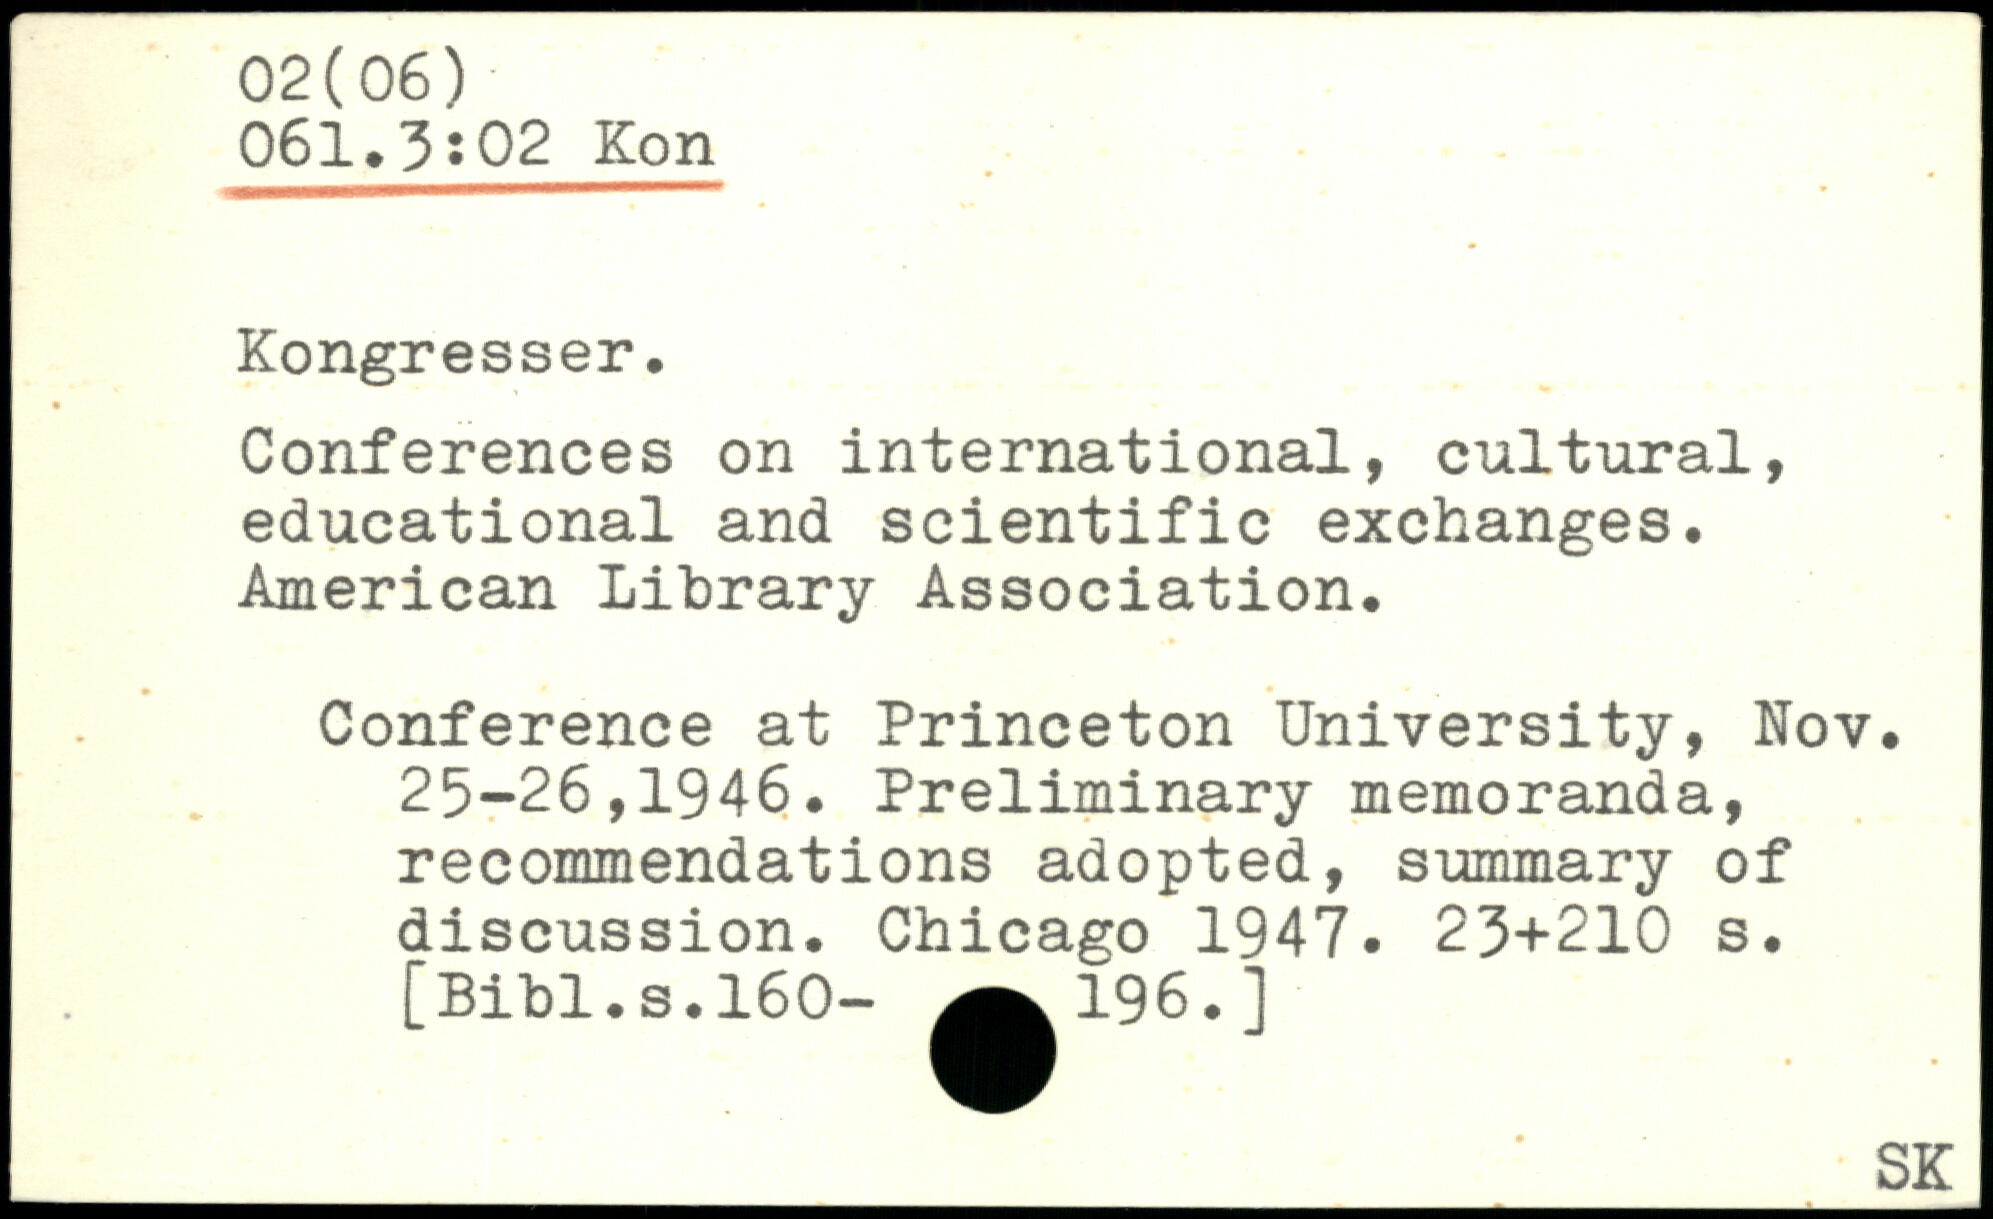 02(06)
061.3:02 Kon
Kongresser.
Conferences on international, cultural,
educational and scientific exchanges.
American Library Association.
Conference at Princeton University, Nov.
25-26,1946. Preliminary memoranda,
recommendations adopted, summary of
discussion. Chicago 1947. 23+210 s.
[Bibl.s.160- 196.]
SK